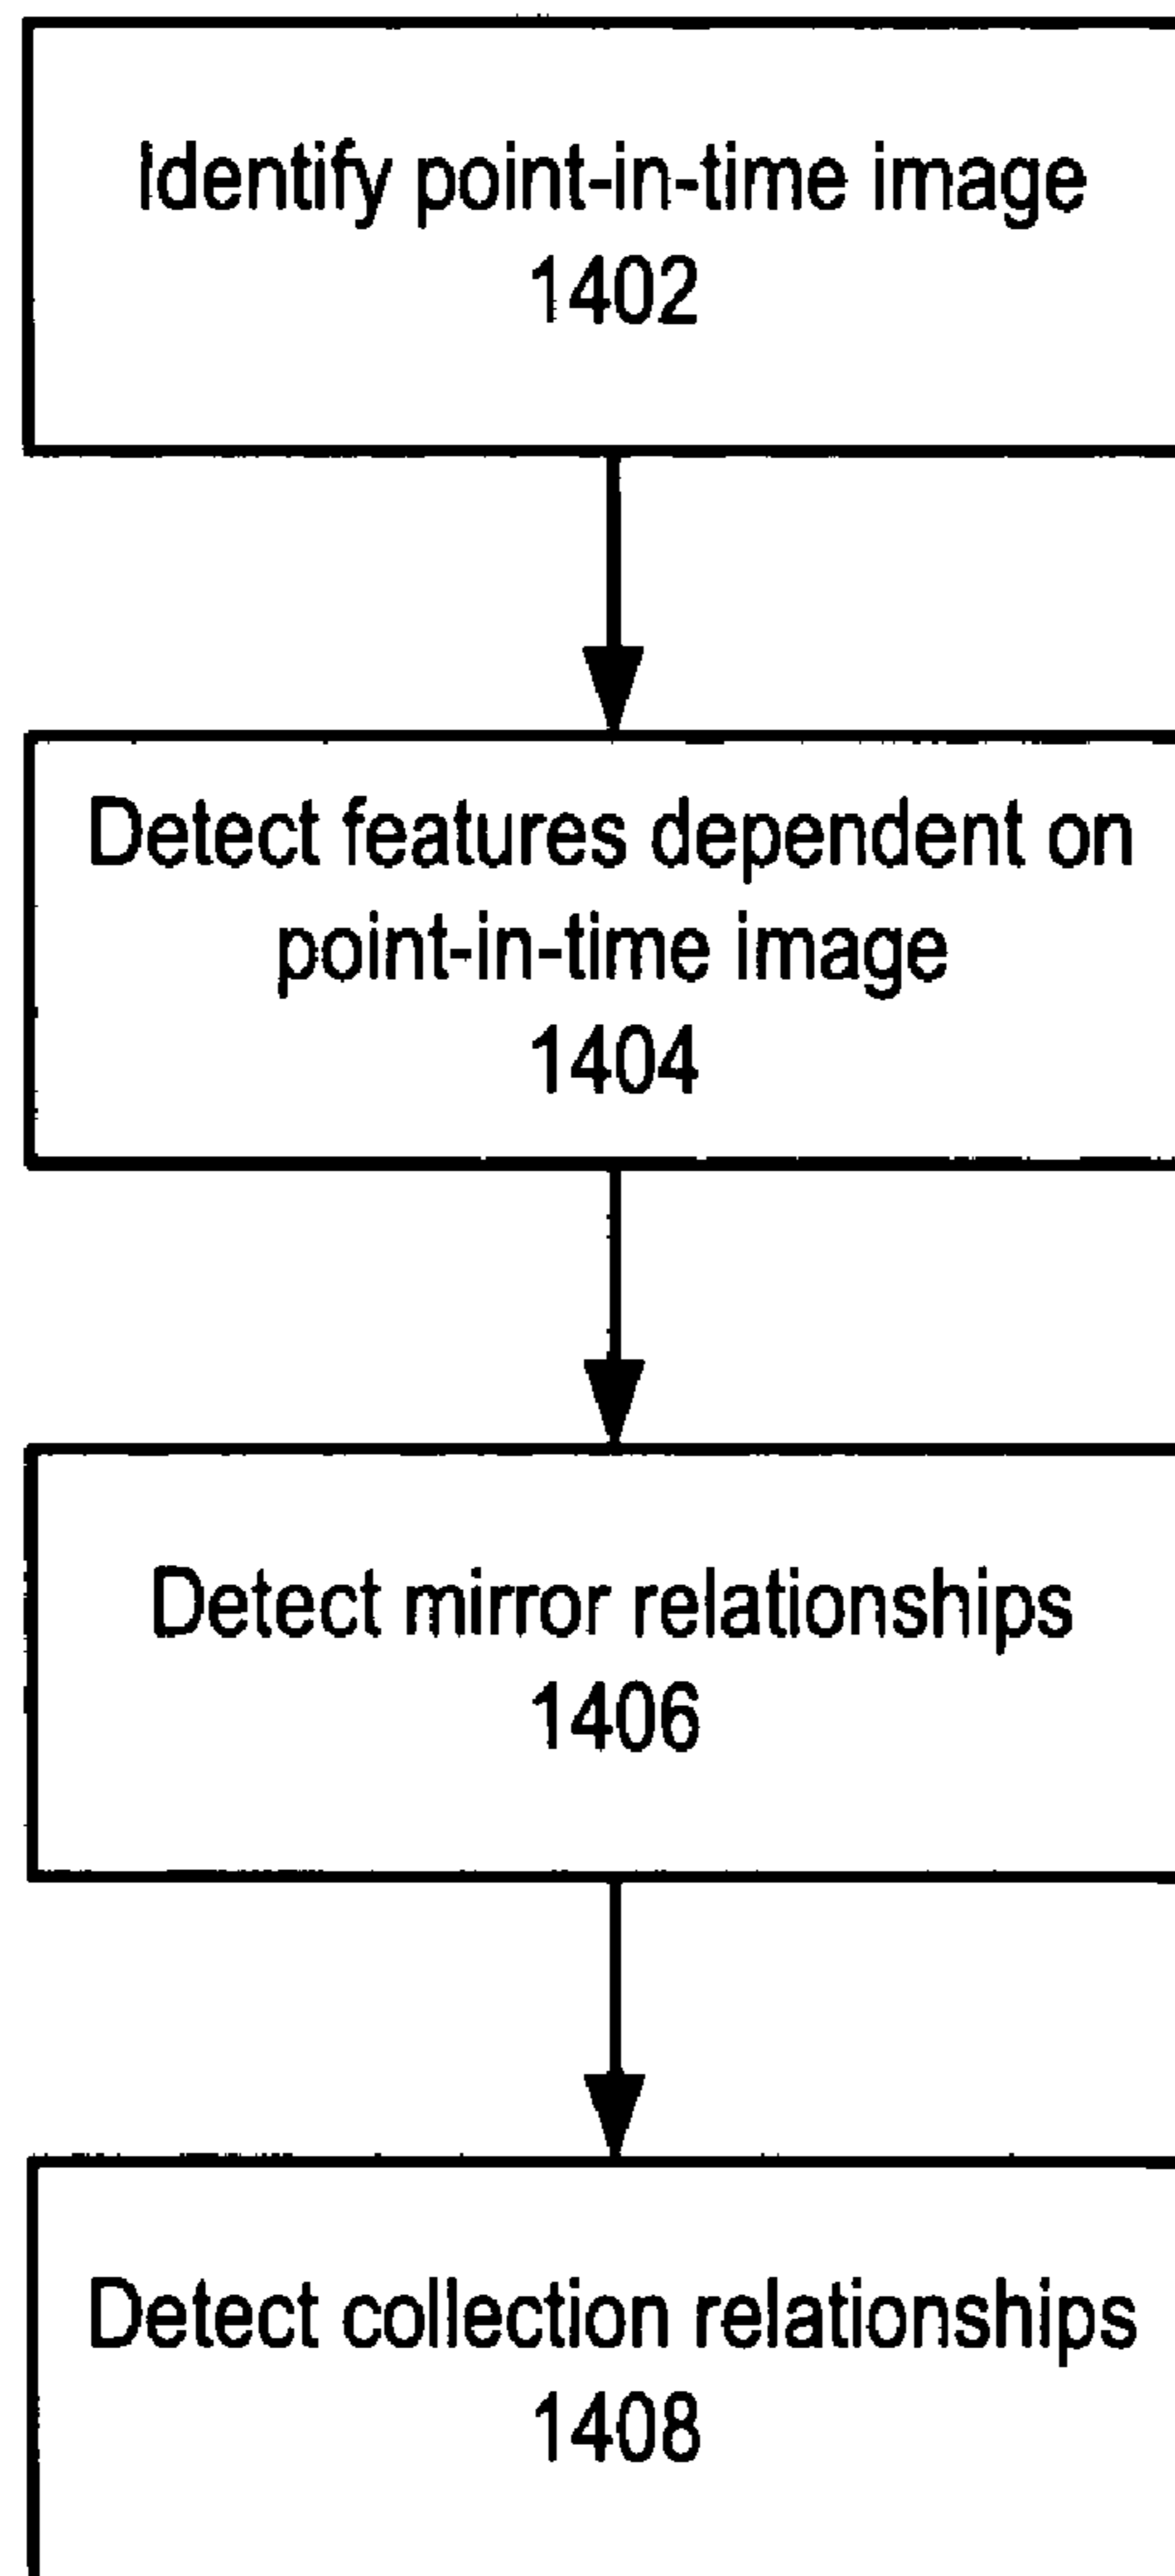 Identify point-in-time image
1402
Detect features dependent on
point-in-time image
1404
Detect mirror relationships
1406
Detect collection relationships
1408